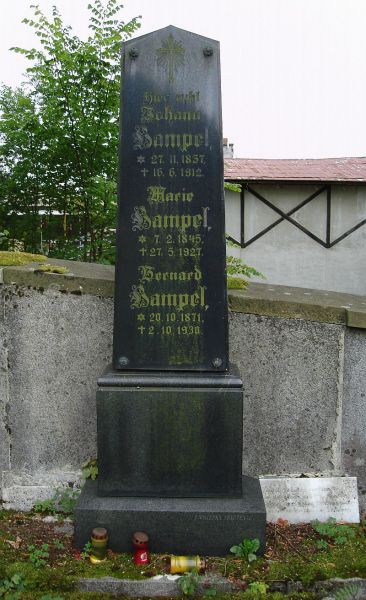 Hier ruht
Johann
Hampel,
* 27. 11. 1837.
† 16. 6. 1912.
Marie
Hampel,
* 7. 2. 1845.
† 27. 5. 1927.
Bernard
Hampel,
* 20. 10. 1871.
† 2. 10. 1930.